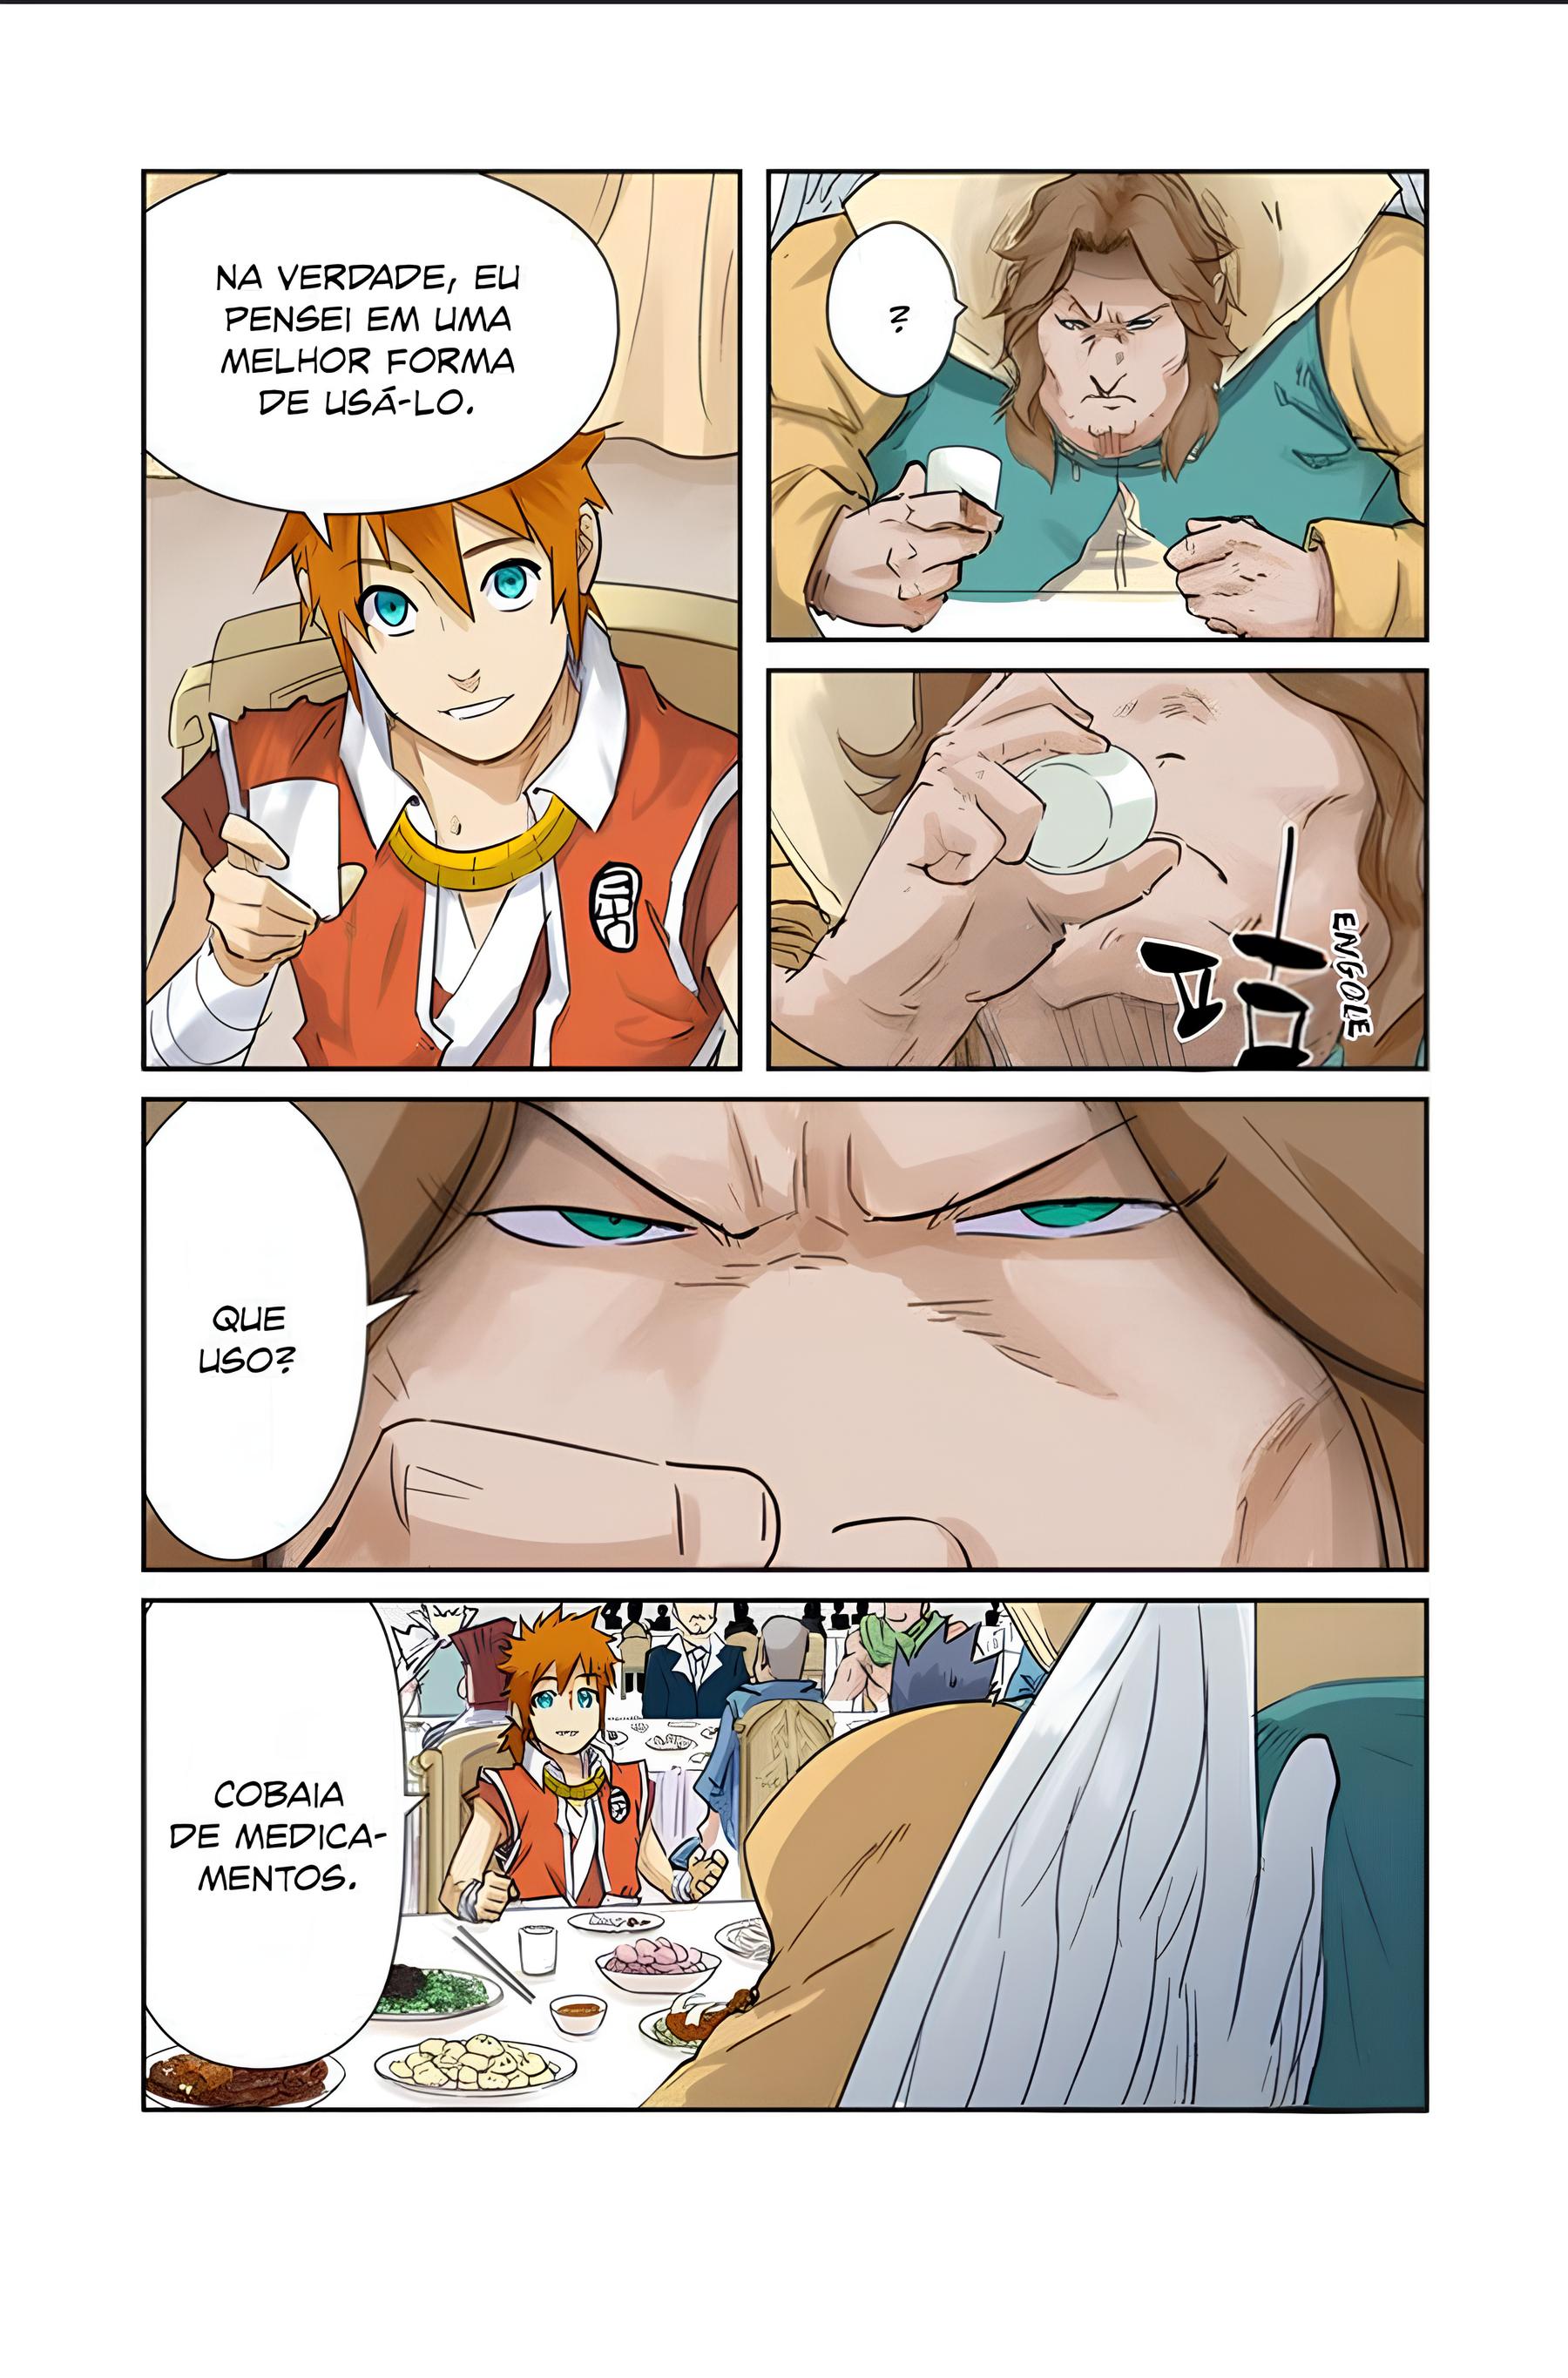 NA VERDADE, EU
PENSEI EM UMA
MELHOR FORMA
DE USÁ-LO.
?
ENGOLE
QUE
USO?
COBAIA
DE MEDICA-
MENTOS.